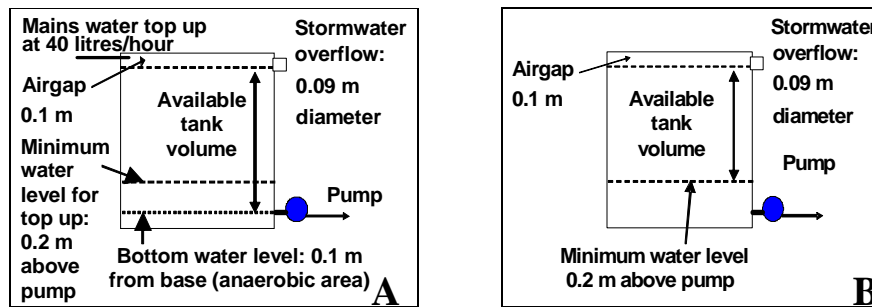 Mains water top up
at 40 litres/hour
Airgap
0.1 m
Minimum
water
level for
top up:
0.2 m
above
pump
Available
tank
volume
Stormwater
overflow:
0.09 m
diameter
Pump
Bottom water level: 0.1 m
from base (anaerobic area)
A
Airgap
0.1 m
Available
tank
volume
Stormwater
overflow:
0.09 m
diameter
Pump
Minimum water level
0.2 m above pump
B